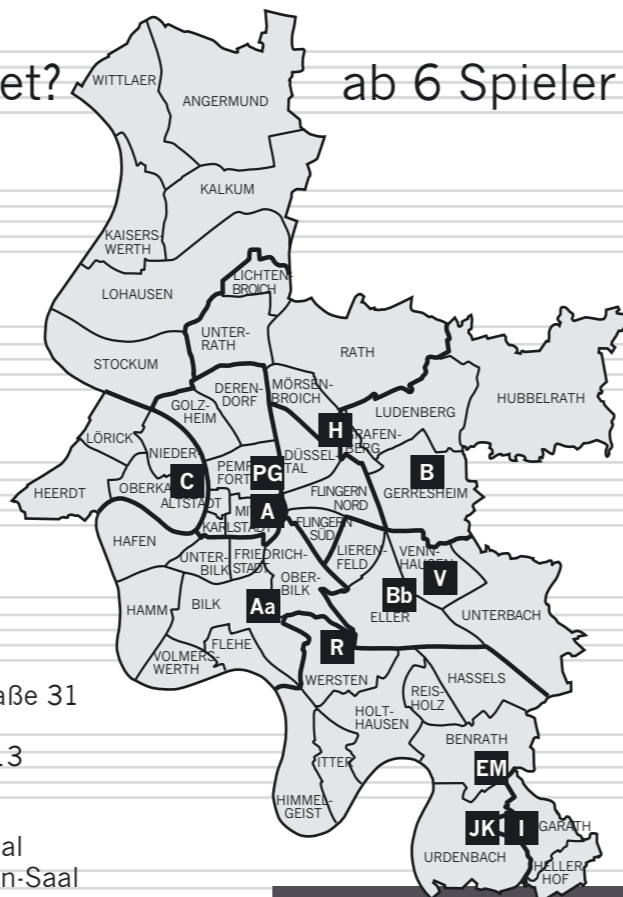 et?
ab 6 Spieler
WITTLAER
ANGERMUND
KALKUM
KAISERS-
WERTH
LICHTEN-
BROICH
LOHAUSEN
UNTER-
RATH
RATH
STOCKUM
HUBBELRATH
DEREN-
DORF
MÖRSEN-
BROICH
GOLZ-
HEIM
LUDENBERG
LÖRICK
H
RAFEN-
BERG
NIEDER-
DÜSSEL-
TAL
HEERDT
OBERKA
C
PEMP
FORT
PG
B
GERRESHEIM
ALTSTADT
MIT
A
FLINGERN
NORD
KARLSTADT
FLINGERN
SÜD
HAFEN
UNTER-
BILK
FRIEDRICH-
STADT
LIEREN-
FELD
VENN-
HAUSEN
V
OBER-
BILK
HAMM
BILK
Aa
Bb
ELLER
UNTERBACH
FLEHE
R
VOLMERS-
WERTH
WERSTEN
HASSELS
REIS-
HOLZ
aße 31
HOLT-
HAUSEN
BENRATH
13
ITTER
EM
HIMMEL-
GEIST
JK
I
GARATH
al
URDENBACH
HELLER-
HOF
n-Saal